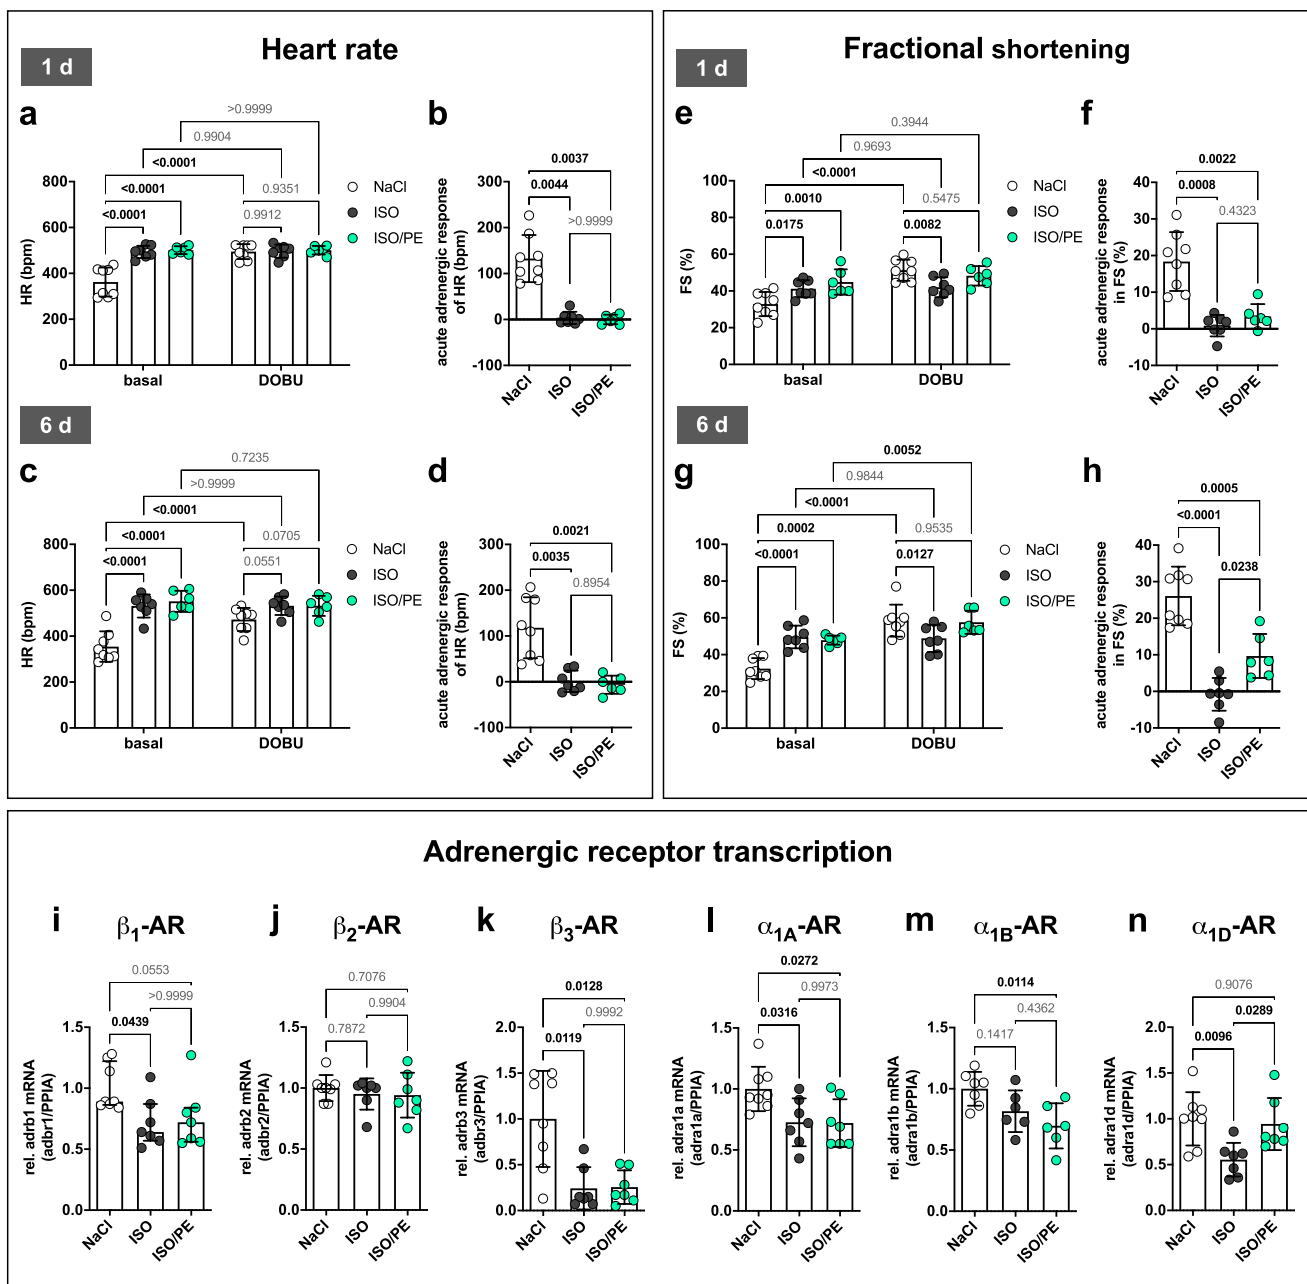 Heart rate
1 d
a
>0.9999
0.9904
<0.0001
<0.0001
0.9351
<0.0001
0.9912
800
600
400
200
0
HR (bpm)
basal
DOBU
NaCl
ISO
ISO/PE
b
0.0037
0.0044
>0.9999
300
200
100
0
-100
acute adrenergic response
of HR (bpm)
NaCl
ISO
ISO/PE
6 d
c
0.7235
>0.9999
<0.0001
<0.0001
0.0705
<0.0001
0.0551
800
600
400
200
0
HR (bpm)
basal
DOBU
NaCl
ISO
ISO/PE
d
0.0021
0.0035
0.8954
300
200
100
0
-100
acute adrenergic response
of HR (bpm)
NaCl
ISO
ISO/PE
Fractional shortening
1 d
e
0.3944
0.9693
<0.0001
0.0010
0.5475
0.0175
0.0082
100
80
60
40
20
0
FS (%)
basal
DOBU
NaCl
ISO
ISO/PE
f
0.0022
0.0008
0.4323
40
30
20
10
0
-10
acute adrenergic response
in FS (%)
NaCl
ISO
ISO/PE
6 d
g
0.0052
0.9844
<0.0001
0.0002
0.9535
<0.0001
0.0127
100
80
60
40
20
0
FS (%)
basal
DOBU
NaCl
ISO
ISO/PE
h
0.0005
<0.0001
0.0238
40
30
20
10
0
-10
acute adrenergic response
in FS (%)
NaCl
ISO
ISO/PE
Adrenergic receptor transcription
i
β1-AR
0.0553
>0.9999
0.0439
1.5
1.0
0.5
0.0
rel. adrb1 mRNA
(adbr1/PPIA)
NaCl
ISO
ISO/PE
j
β2-AR
0.7076
0.9904
0.7872
1.5
1.0
0.5
0.0
rel. adrb2 mRNA
(adbr2/PPIA)
NaCl
ISO
ISO/PE
k
β3-AR
0.0128
0.9992
0.0119
2.0
1.5
1.0
0.5
0.0
rel. adrb3 mRNA
(adbr3/PPIA)
NaCl
ISO
ISO/PE
l
α1A-AR
0.0272
0.9973
0.0316
1.5
1.0
0.5
0.0
rel. adra1a mRNA
(adra1a/PPIA)
NaCl
ISO
ISO/PE
m
α1B-AR
0.0114
0.4362
0.1417
1.5
1.0
0.5
0.0
rel. adra1b mRNA
(adra1b/PPIA)
NaCl
ISO
ISO/PE
n
α1D-AR
0.9076
0.0289
0.0096
2.0
1.5
1.0
0.5
0.0
rel. adra1d mRNA
(adra1d/PPIA)
NaCl
ISO
ISO/PE